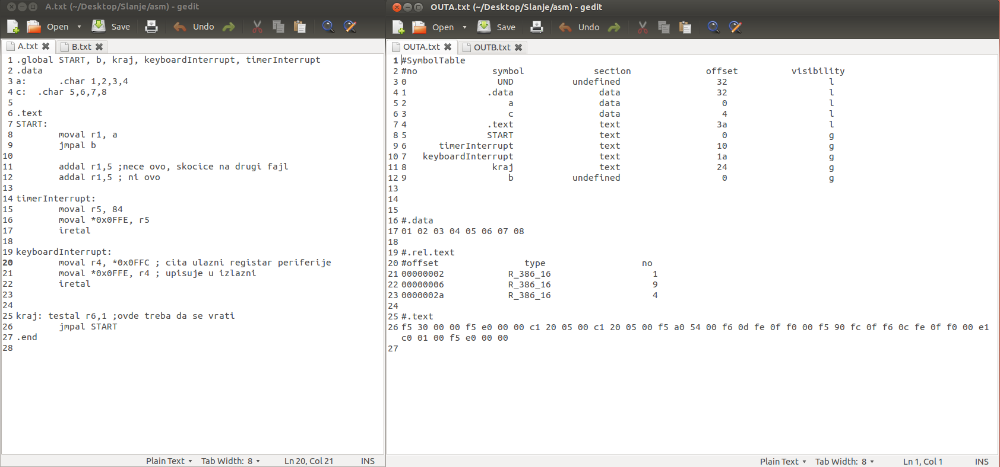 A.txt (~/Desktop/Slanje/asm) - gedit
Open Save Undo
A.txt B.txt
1 .global START, b, kraj, keyboardInterrupt, timerInterrupt
2 .data
3 a:      .char 1,2,3,4
4 c:  .char 5,6,7,8
5
6 .text
7 START:
8         moval r1, a
9         jmpal b
10
11         addal r1,5 ;nece ovo, skocice na drugi fajl
12         addal r1,5 ; ni ovo
13
14 timerInterrupt:
15         moval r5, 84
16         moval *0x0FFE, r5
17         iretal
18
19 keyboardInterrupt:
20         moval r4, *0x0FFC ; cita ulazni registar periferije
21         moval *0x0FFE, r4 ; upisuje u izlazni
22         iretal
23
24
25 kraj: testal r6,1 ;ovde treba da se vrati
26         jmpal START
27 .end
28
Plain Text Tab Width: 8 Ln 20, Col 21 INS
OUTA.txt (~/Desktop/Slanje/asm) - gedit
Open Save Undo
OUTA.txt OUTB.txt
1 #SymbolTable
2 #no symbol section offset visibility
3 0 UND undefined 32 l
4 1 .data data 32 l
5 2 a data 0 l
6 3 c data 4 l
7 4 .text text 3a l
8 5 START text 0 g
9 6 timerInterrupt text 10 g
10 7 keyboardInterrupt text 1a g
11 8 kraj text 24 g
12 9 b undefined 0 g
13
14
15
16 #.data
17 01 02 03 04 05 06 07 08
18
19 #.rel.text
20 #offset type no
21 00000002 R_386_16 1
22 00000006 R_386_16 9
23 0000002a R_386_16 4
24
25 #.text
26 f5 30 00 00 f5 e0 00 00 c1 20 05 00 c1 20 05 00 f5 a0 54 00 f6 0d fe 0f f0 00 f5 90 fc 0f f6 0c fe 0f f0 00 e1
c0 01 00 f5 e0 00 00
27
Plain Text Tab Width: 8 Ln 1, Col 1 INS